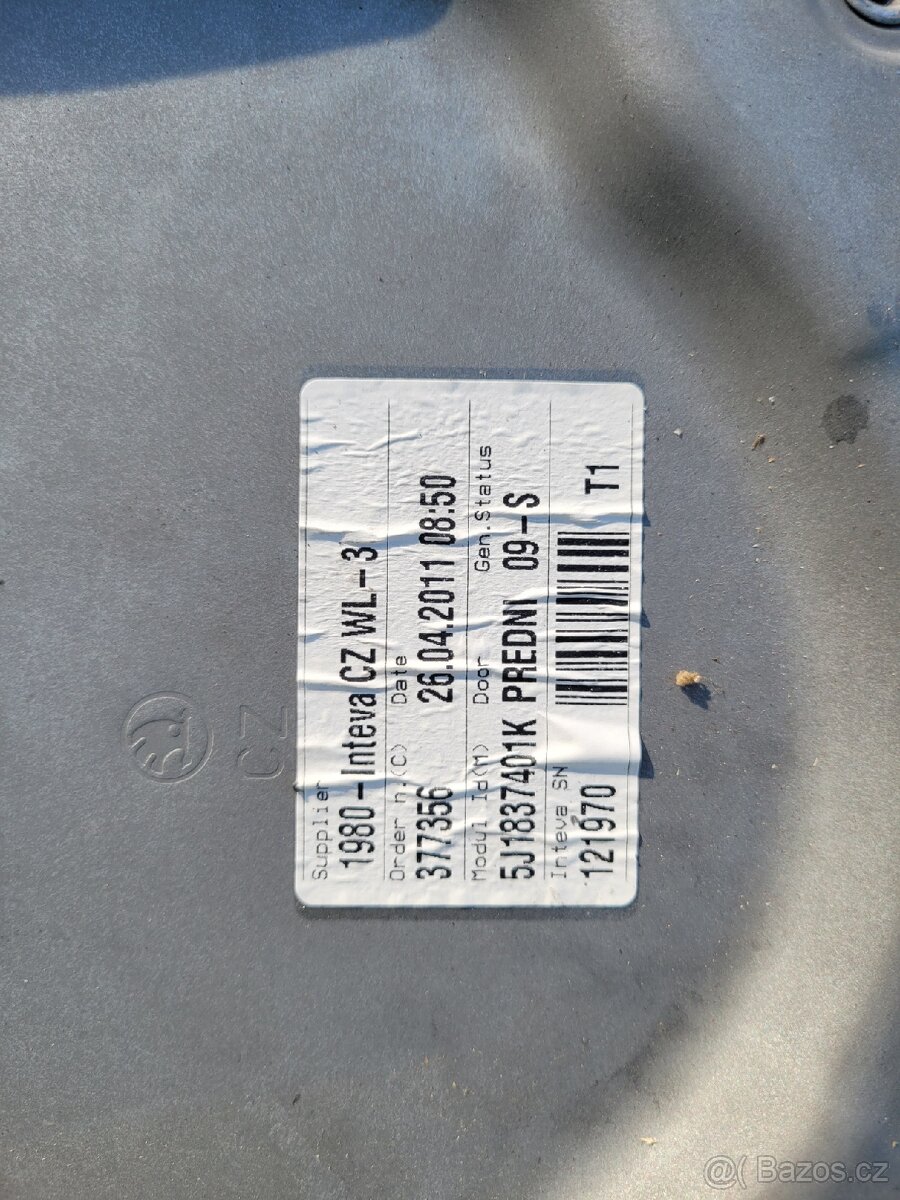 Supplier
1980-Inteva CZ WL-3
Order n.(C) Date
377356 26.04.2011 08:50
Modul Id(M) Door Gen.Status
5J1837401K PREDNI 09-S
Inteva SN
121970 T1
@( Bazos.cz